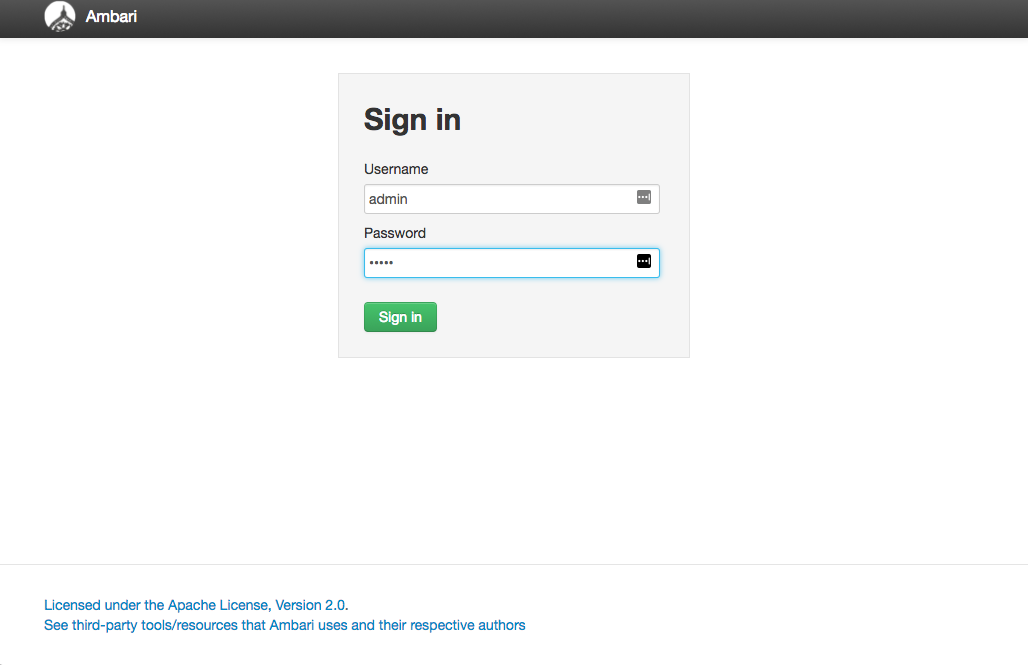 Ambari
Sign in
Username
admin
Password
•••••
Sign in
Licensed under the Apache License, Version 2.0.
See third-party tools/resources that Ambari uses and their respective authors